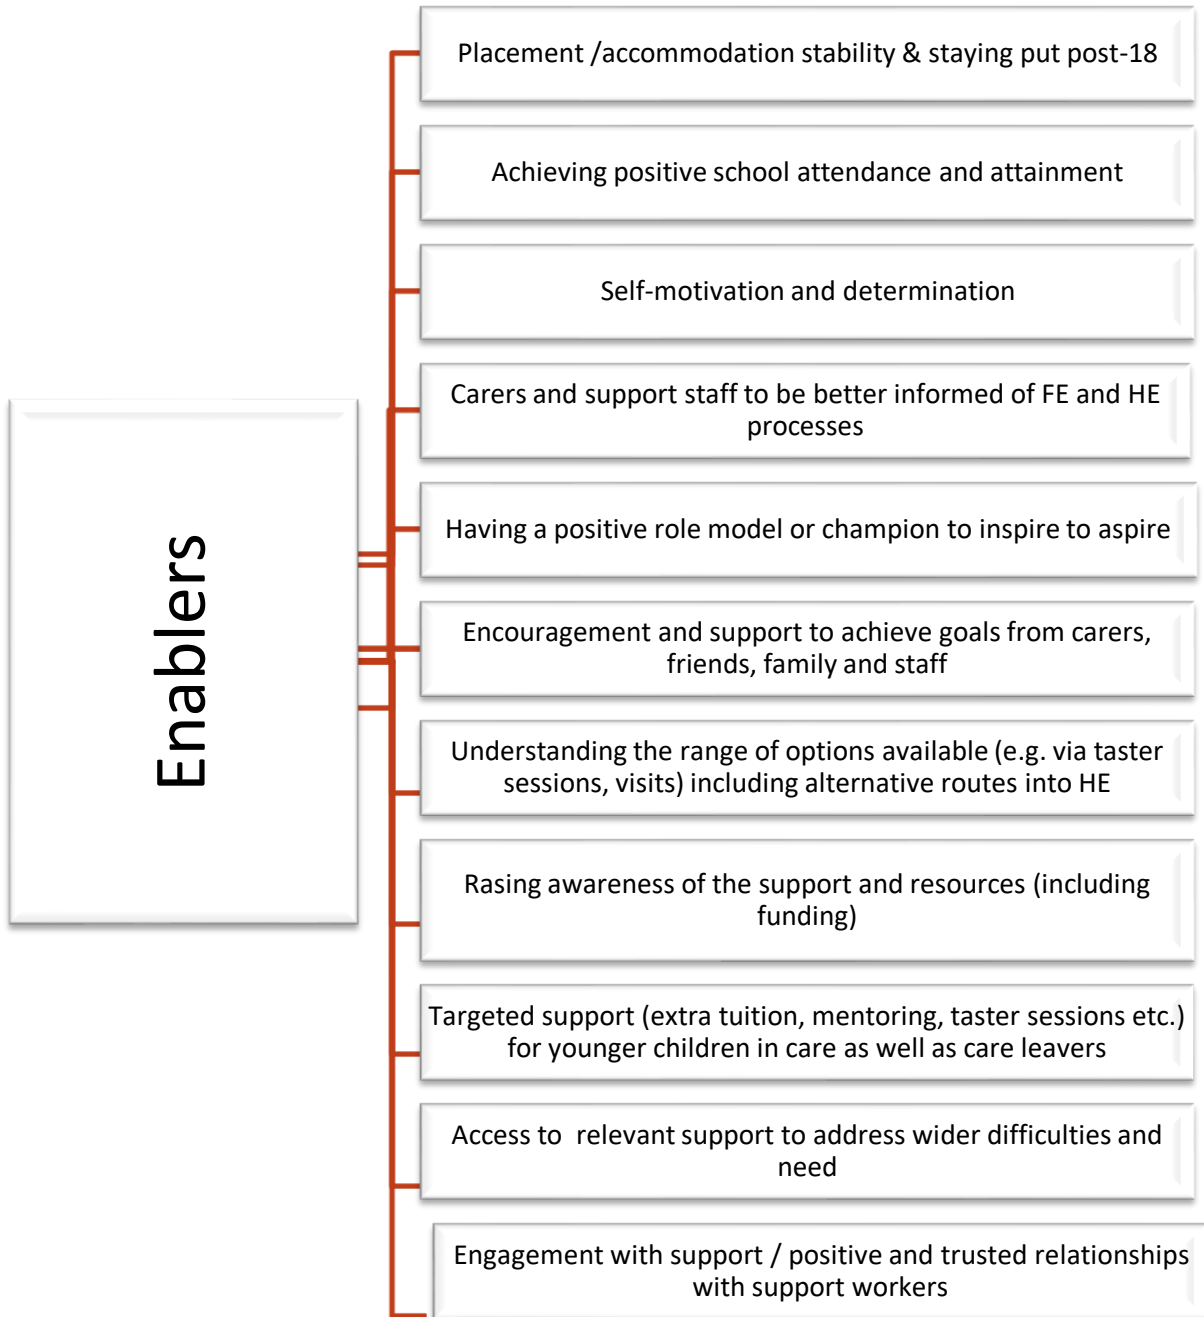 Enablers
Placement /accommodation stability & staying put post-18
Achieving positive school attendance and attainment
Self-motivation and determination
Carers and support staff to be better informed of FE and HE
processes
Having a positive role model or champion to inspire to aspire
Encouragement and support to achieve goals from carers,
friends, family and staff
Understanding the range of options available (e.g. via taster
sessions, visits) including alternative routes into HE
Rasing awareness of the support and resources (including
funding)
Targeted support (extra tuition, mentoring, taster sessions etc.)
for younger children in care as well as care leavers
Access to  relevant support to address wider difficulties and
need
Engagement with support / positive and trusted relationships
with support workers